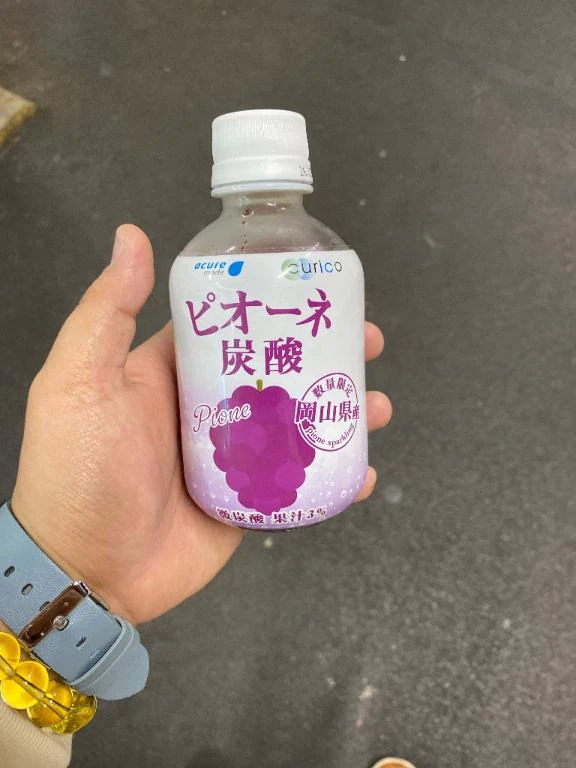 acure
made
curico
ピオーネ
炭酸
Pione
数量限定
岡山県産
pione sparkling
微炭酸 果汁3%